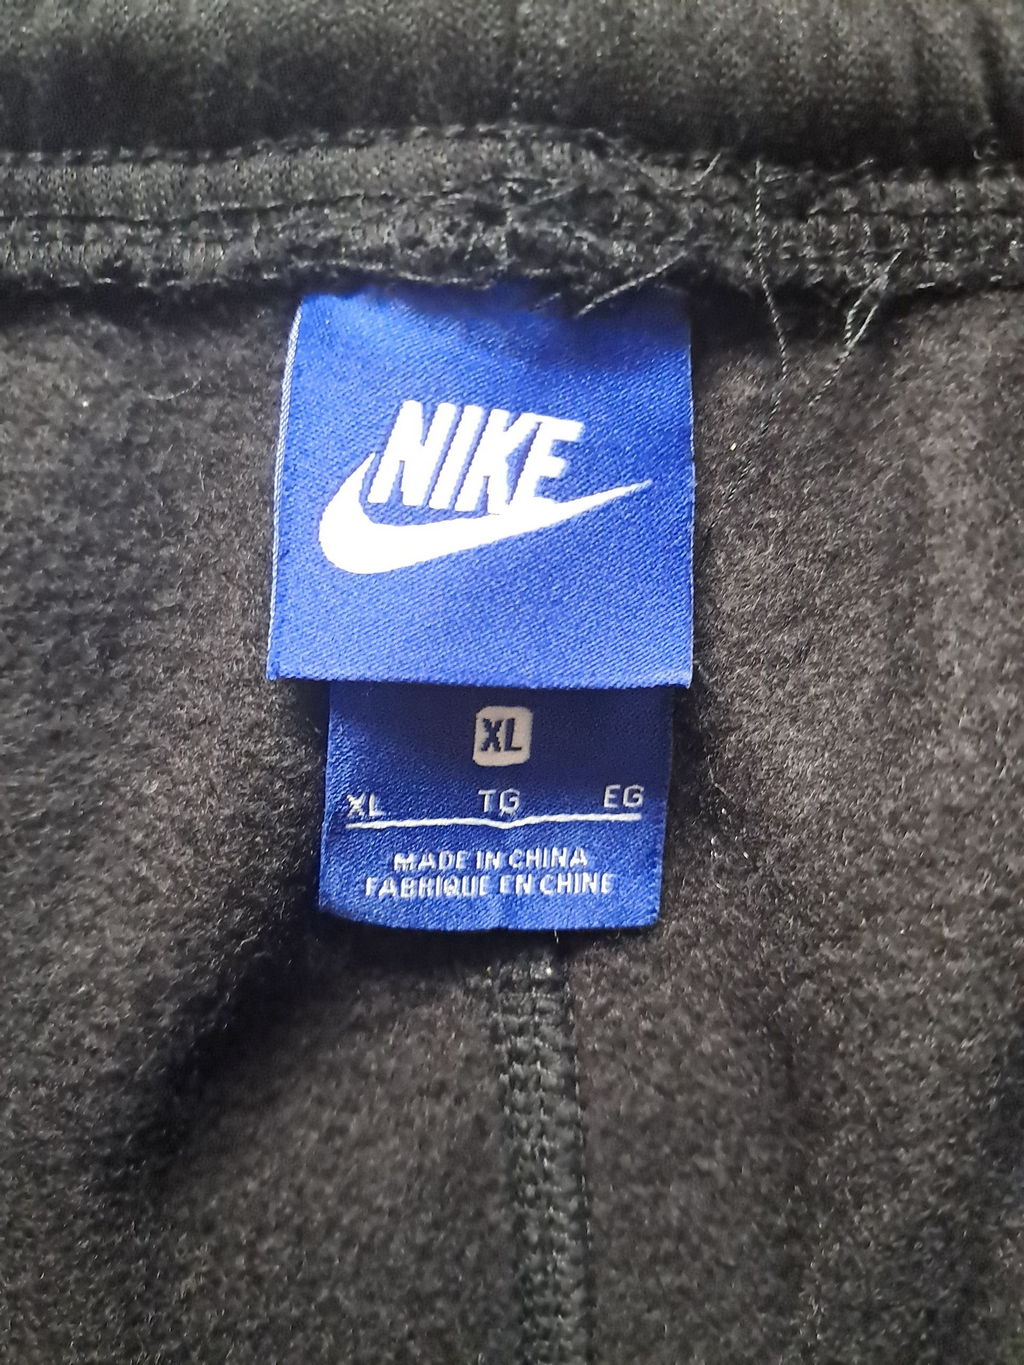 NIKE
XL
XL TG EG
MADE IN CHINA
FABRIQUE EN CHINE